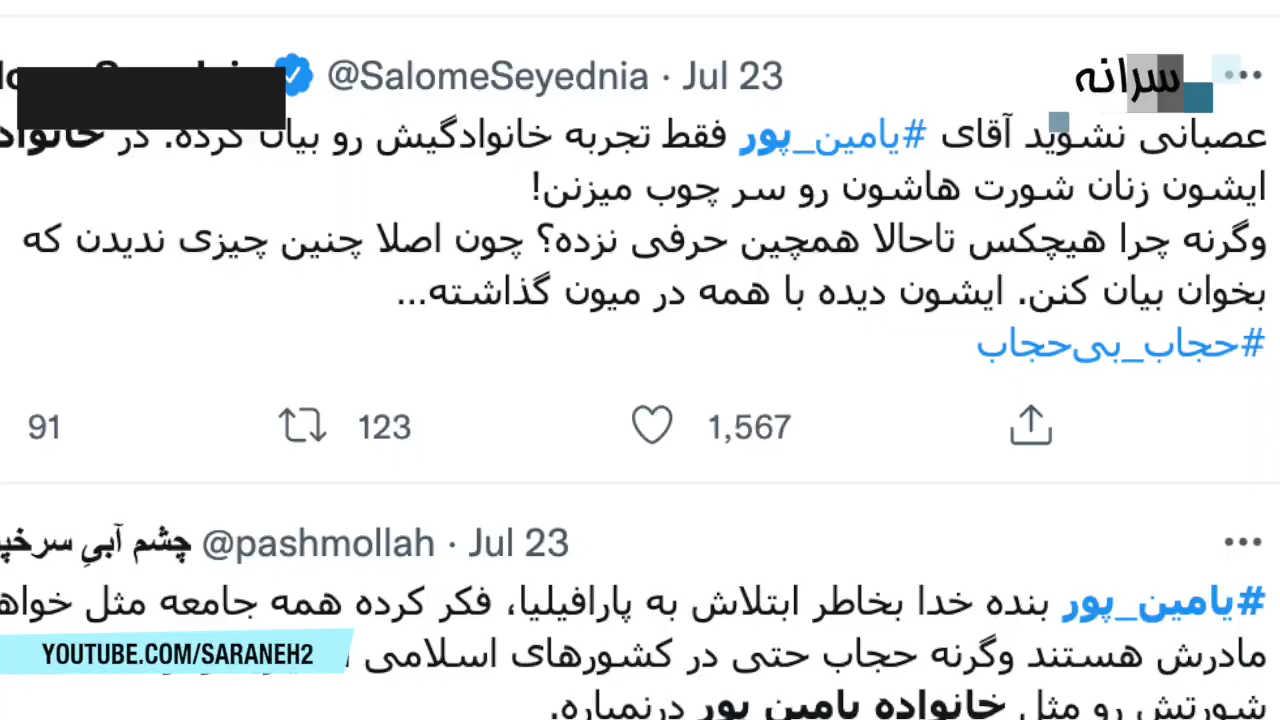 @SalomeSeyednia · Jul 23
سرانه
عصبانی نشوید آقای #یامین_پور فقط تجربه خانوادگیش رو بیان کرده. در
ایشون زنان شورت هاشون رو سر چوب میزنن!
وگرنه چرا هیچکس تاحالا همچین حرفی نزده؟ چون اصلا چنین چیزی ندیدن که
بخوان بیان کنن. ایشون دیده با همه در میون گذاشته...
#حجاب_بی‌حجاب
91 123 1,567
چشم آبیِ @pashmollah · Jul 23
#یامین_پور بنده خدا بخاطر ابتلاش به پارافیلیا، فکر کرده همه جامعه مثل
مادرش هستند وگرنه حجاب حتی در کشورهای اسلامی
YOUTUBE.COM/SARANEH2
شورتش رو مثل خانواده یامین پور درنمیاره.